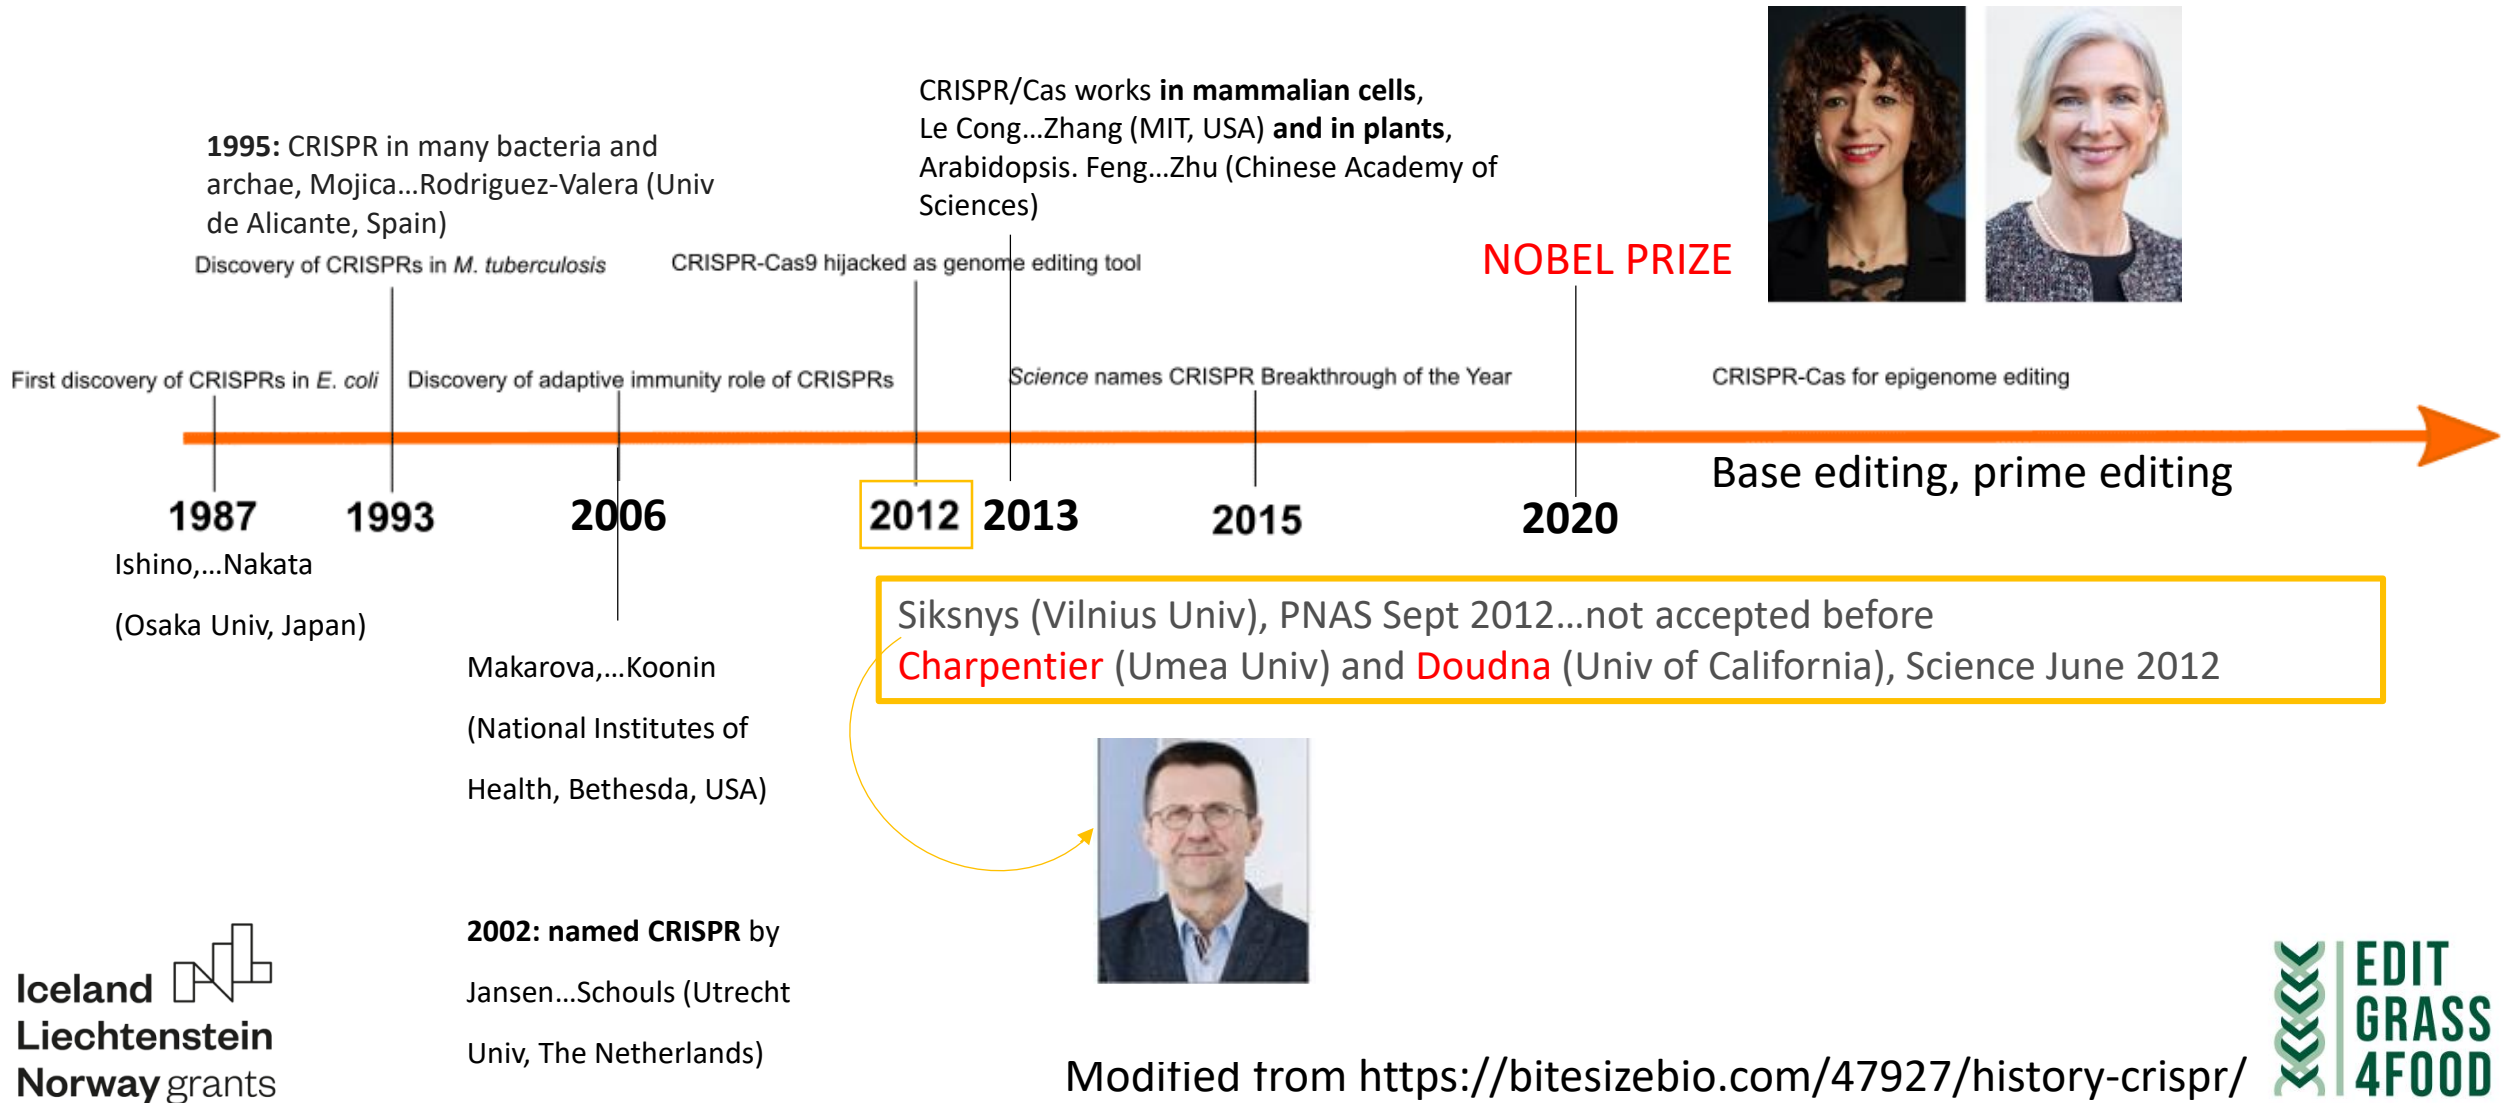 CRISPR/Cas works in mammalian cells,
Le Cong...Zhang (MIT, USA) and in plants,
Arabidopsis. Feng...Zhu (Chinese Academy of
Sciences)
1995: CRISPR in many bacteria and
archae, Mojica...Rodriguez-Valera (Univ
de Alicante, Spain)
Discovery of CRISPRs in M. tuberculosis
CRISPR-Cas9 hijacked as genome editing tool
NOBEL PRIZE
First discovery of CRISPRs in E. coli
Discovery of adaptive immunity role of CRISPRs
Science names CRISPR Breakthrough of the Year
CRISPR-Cas for epigenome editing
Base editing, prime editing
1987
1993
2006
2012
2013
2015
2020
Ishino,...Nakata
(Osaka Univ, Japan)
Makarova,...Koonin
(National Institutes of
Health, Bethesda, USA)
Siksnys (Vilnius Univ), PNAS Sept 2012...not accepted before
Charpentier (Umea Univ) and Doudna (Univ of California), Science June 2012
2002: named CRISPR by
Jansen...Schouls (Utrecht
Univ, The Netherlands)
Iceland
Liechtenstein
Norway grants
Modified from https://bitesizebio.com/47927/history-crispr/
EDIT
GRASS
4FOOD